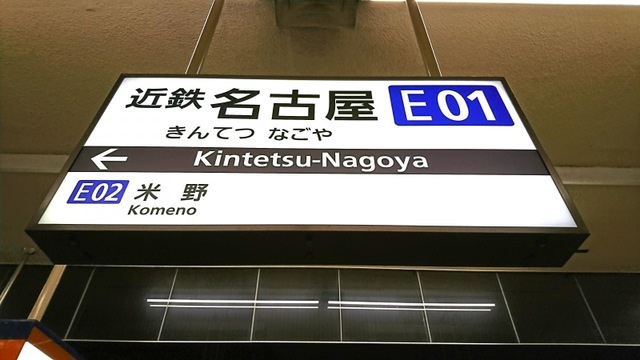 近鉄名古屋 E01
きんてつ なごや
← Kintetsu-Nagoya
E02 米野
Komeno